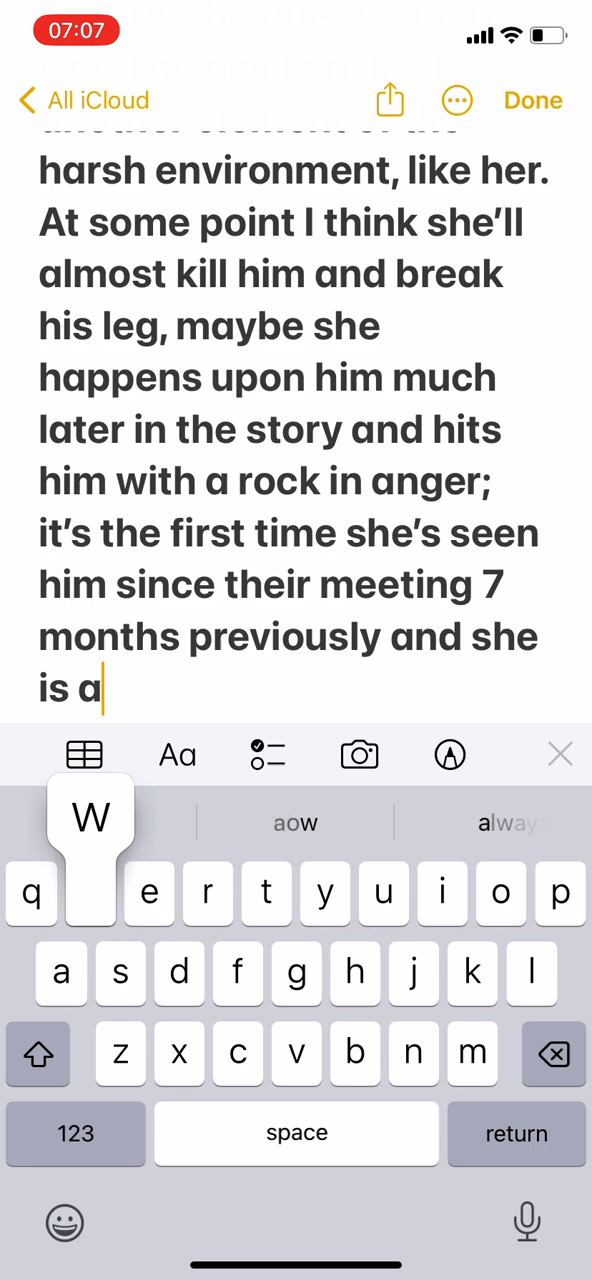 07:07
All iCloud
Done
harsh environment, like her.
At some point I think she’ll
almost kill him and break
his leg, maybe she
happens upon him much
later in the story and hits
him with a rock in anger;
it’s the first time she’s seen
him since their meeting 7
months previously and she
is a
Aa
W
aow
always
q e r t y u i o p
a s d f g h j k l
z x c v b n m
123
space
return